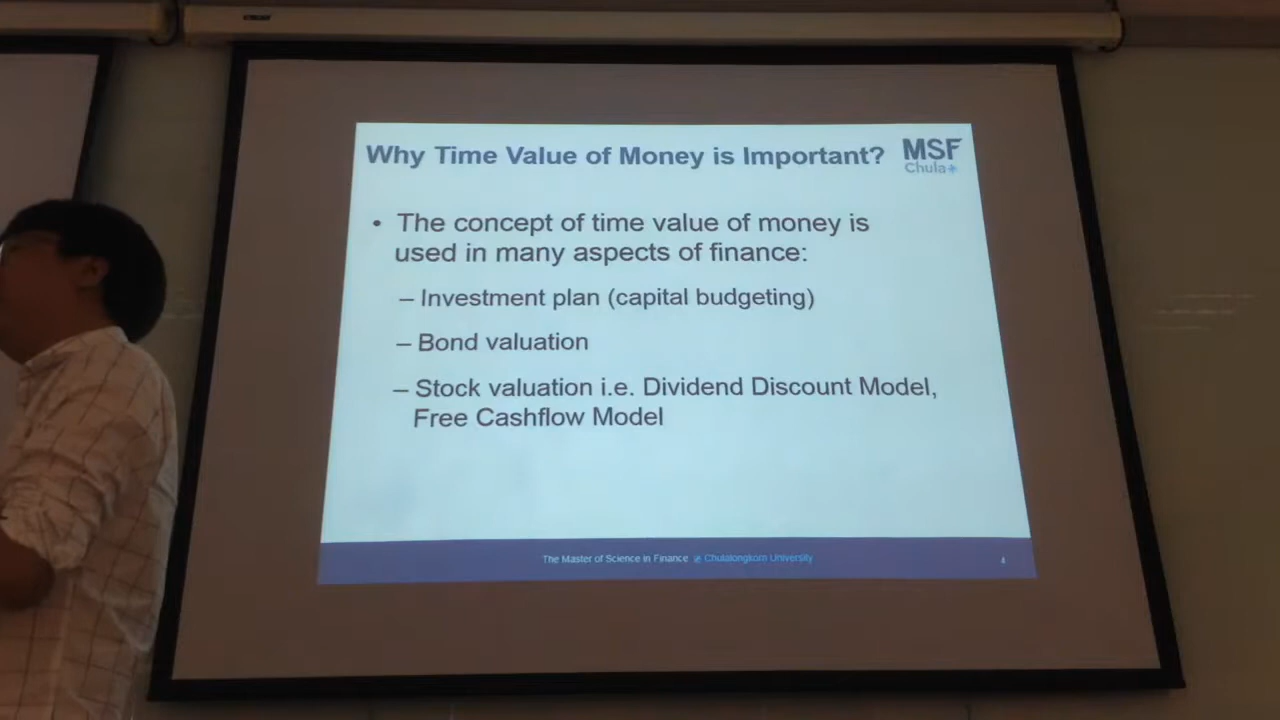 Why Time Value of Money is Important?
MSF
Chula
• The concept of time value of money is
used in many aspects of finance:
– Investment plan (capital budgeting)
– Bond valuation
– Stock valuation i.e. Dividend Discount Model,
Free Cashflow Model
The Master of Science in Finance @ Chulalongkorn University
4